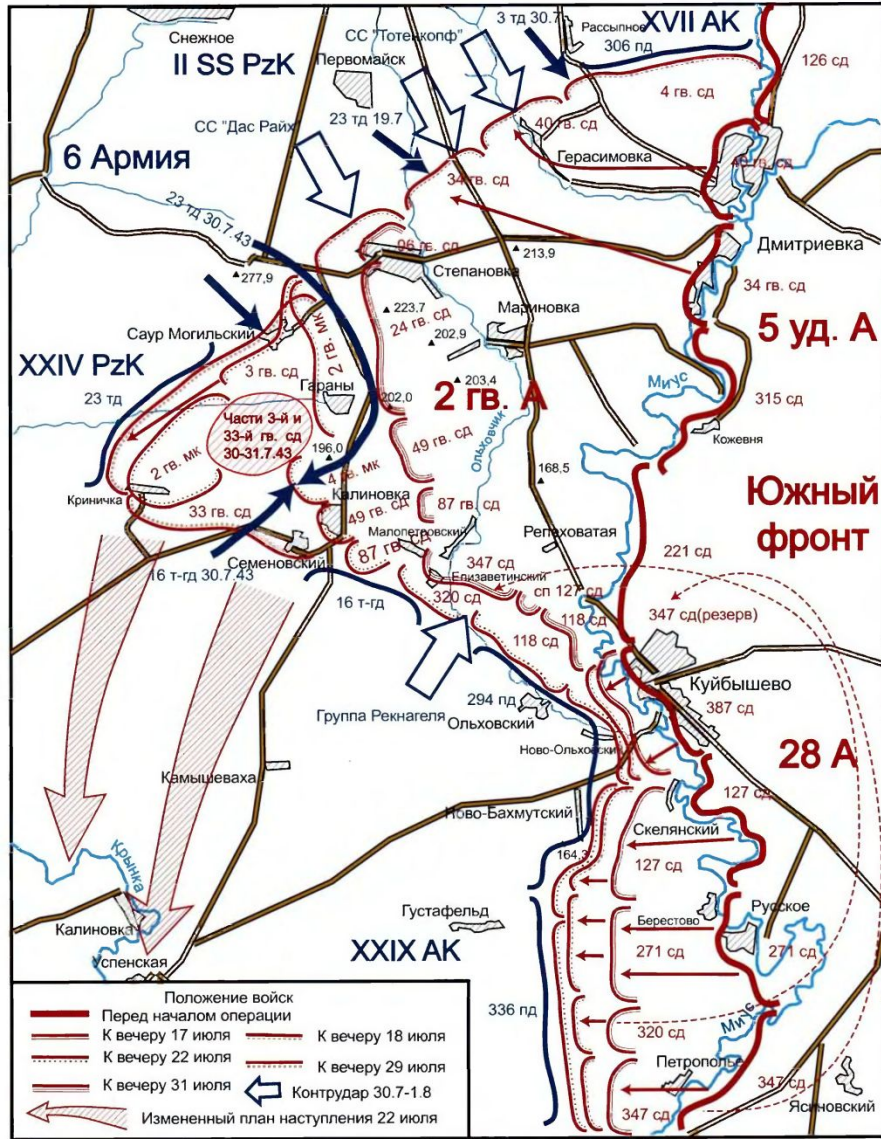 Снежное
II SS PzK
СС "Тотенкопф"
3 тд 30.7
Рассыпное
306 пд
XVII АК
126 сд
Первомайск
4 гв. сд
СС "Дас Райх"
23 тд 19.7
40 гв. сд
Герасимовка
6 Армия
34 гв. сд
23 тд 30.7.43
96 гв. сд
Дмитриевка
277,9
Степановка
213,9
34 гв. сд
Саур Могильский
223,7
24 гв. сд
Мариновка
5 уд. А
202,9
2 гв. мк
XXIV PzK
3 гв. сд
23 тд
Гараны
203,4
Миус
315 сд
202,0
2 гв. А
Части 3-й и
33-й гв. сд
30-31.7.43
Ольховчик
Кожевня
2 гв. мк
196,0
49 гв. сд
168,5
Криничка
4 гв. мк
Калиновка
Южный
фронт
33 гв. сд
49 гв. сд
87 гв. сд
Малопетровский
Репеховатая
Семеновский
87 гв. сд
347 сд
221 сд
16 т-гд 30.7.43
Елизаветинский
сп 127 сд
16 т-гд
320 сд
118 сд
347 сд(резерв)
118 сд
Группа Рекнагеля
294 пд
Ольховский
Куйбышево
387 сд
Ново-Ольховский
28 А
Камышеваха
127 сд
Ново-Бахмутский
Скелянский
164,3
127 сд
Крынка
Густафельд
Берестово
Русское
Калиновка
XXIX АК
271 сд
271 сд
Успенская
336 пд
320 сд
Миус
Петрополье
347 сд
347 сд
Ясиновский
Положение войск
Перед началом операции
К вечеру 17 июля
К вечеру 18 июля
К вечеру 22 июля
К вечеру 29 июля
К вечеру 31 июля
Контрудар 30.7-1.8
Измененный план наступления 22 июля